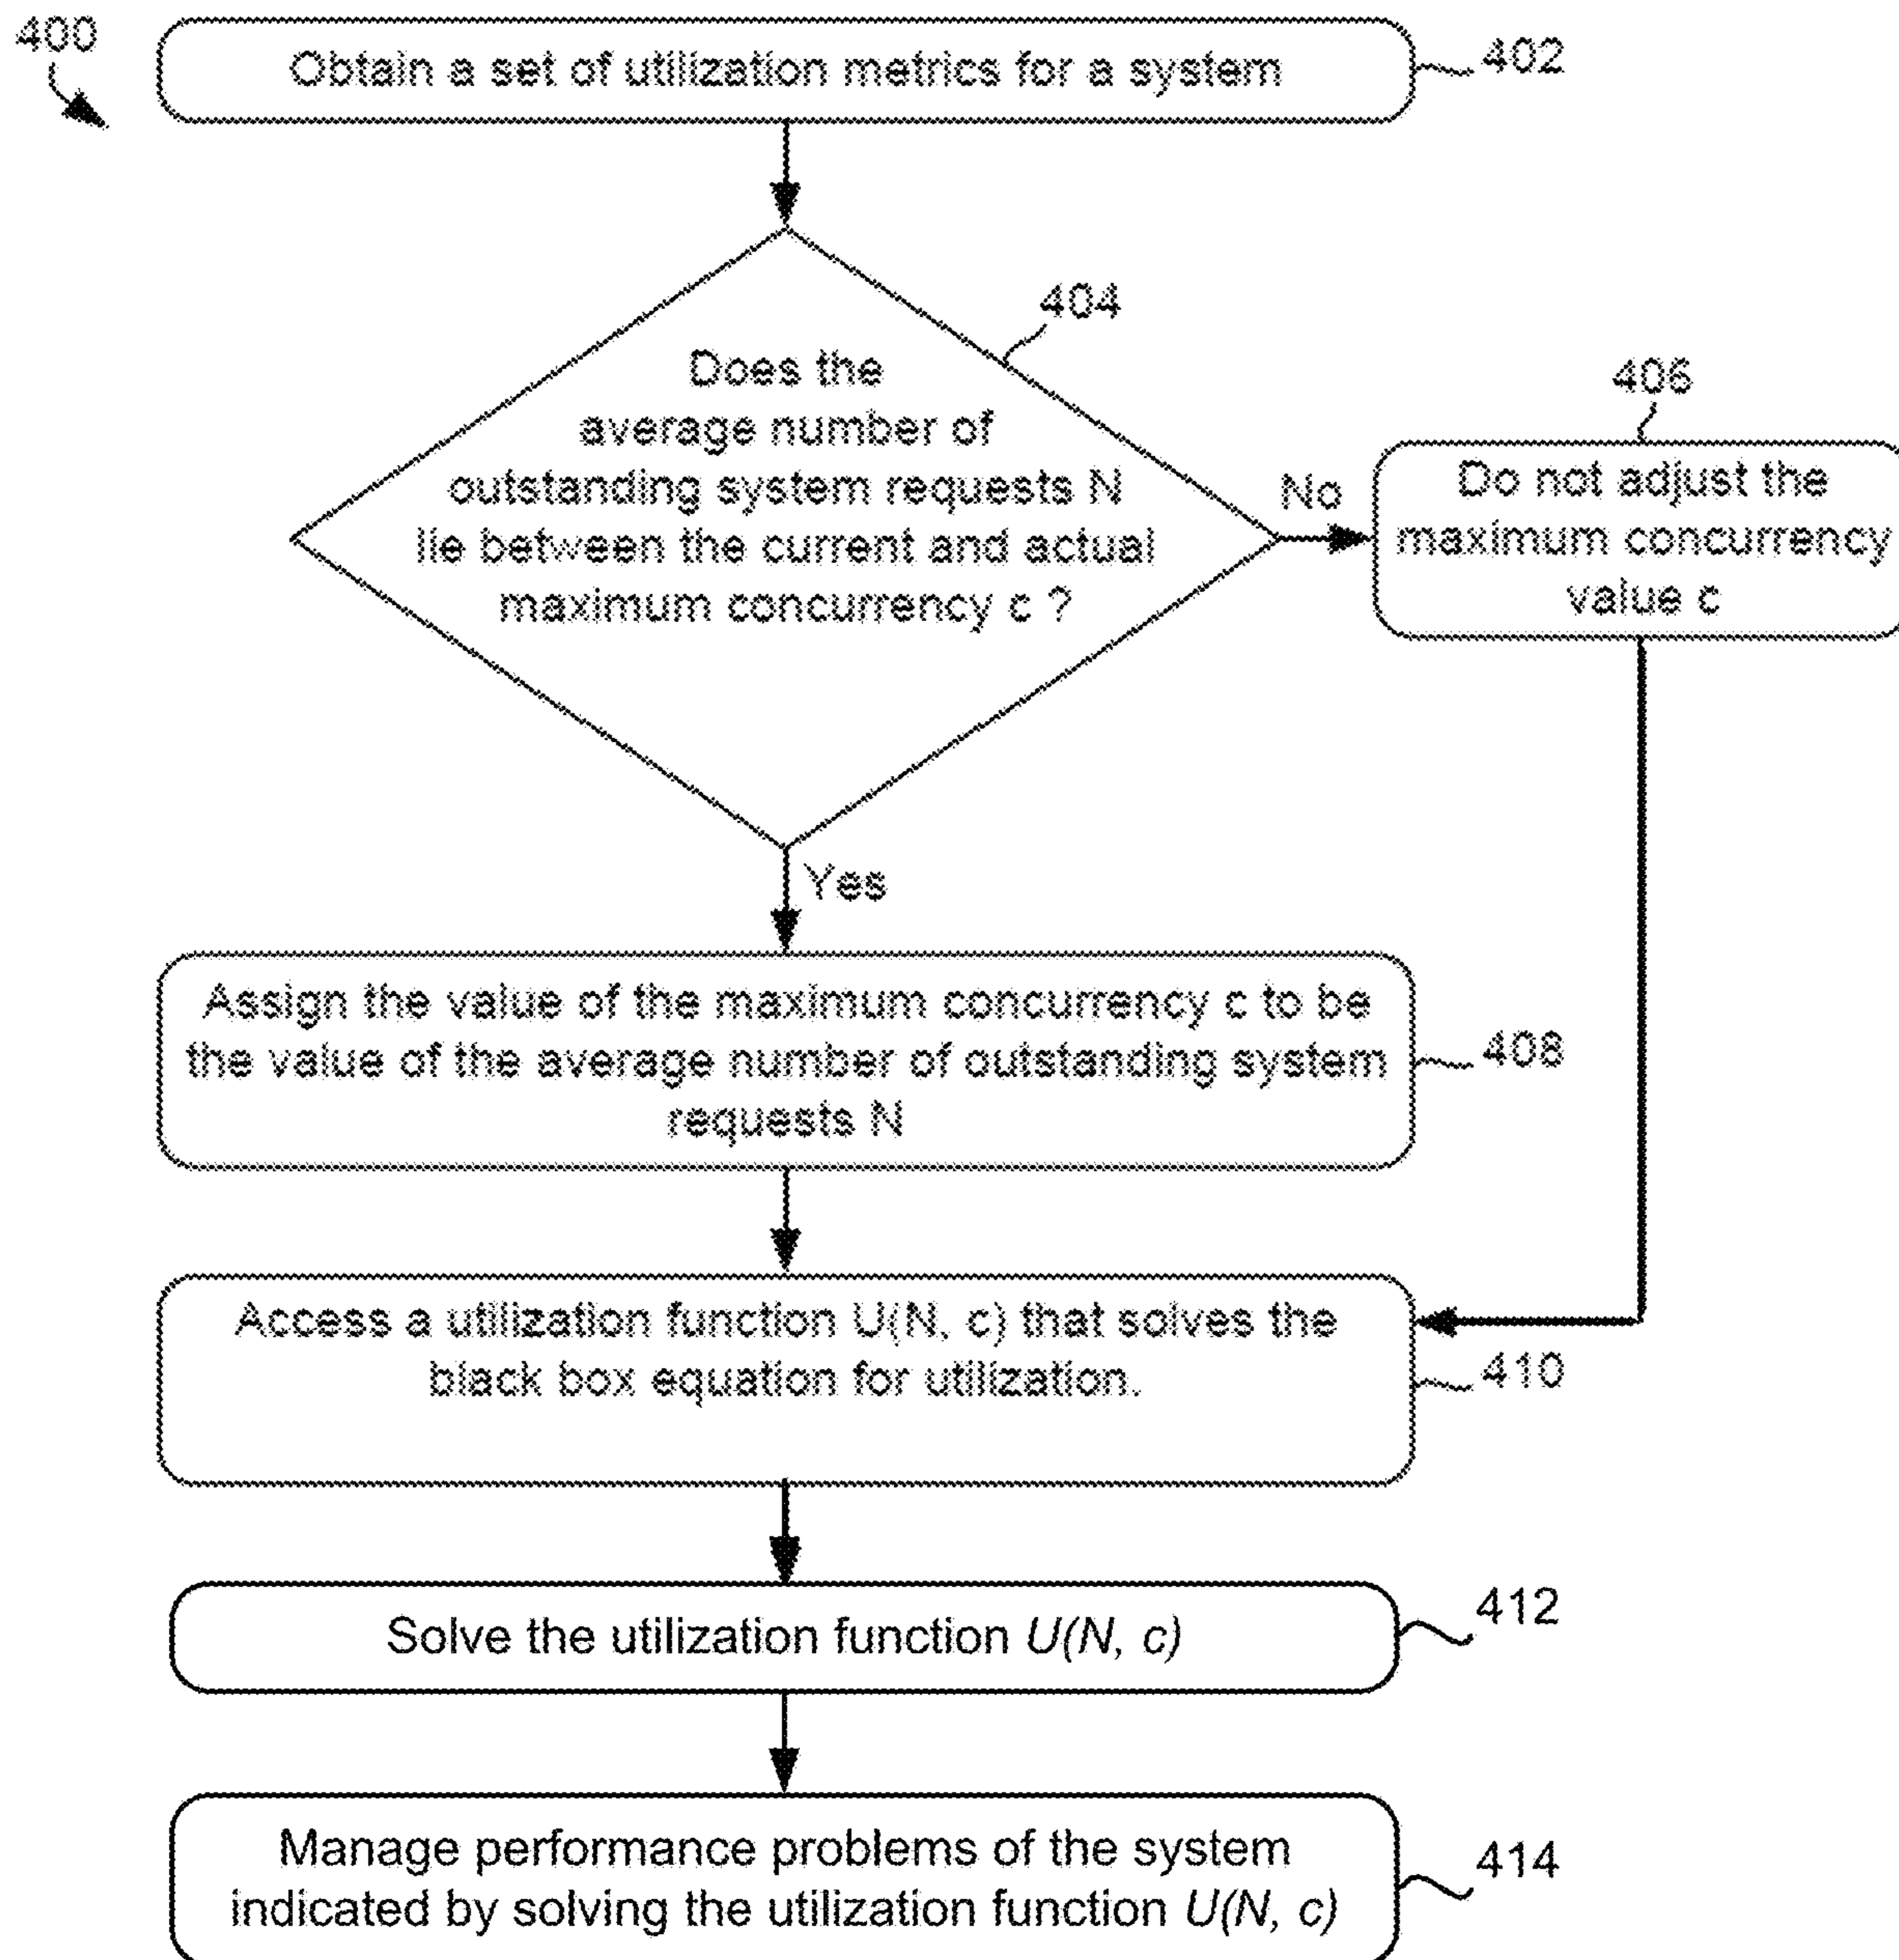 400
Obtain a set of utilization metrics for a system
402
404
Does the
average number of
outstanding system requests N
lie between the current and actual
maximum concurrency c ?
No
406
Do not adjust the
maximum concurrency
value c
Yes
Assign the value of the maximum concurrency c to be
the value of the average number of outstanding system
requests N
408
Access a utilization function U(N, c) that solves the
black box equation for utilization.
410
Solve the utilization function U(N, c)
412
Manage performance problems of the system
indicated by solving the utilization function U(N, c)
414